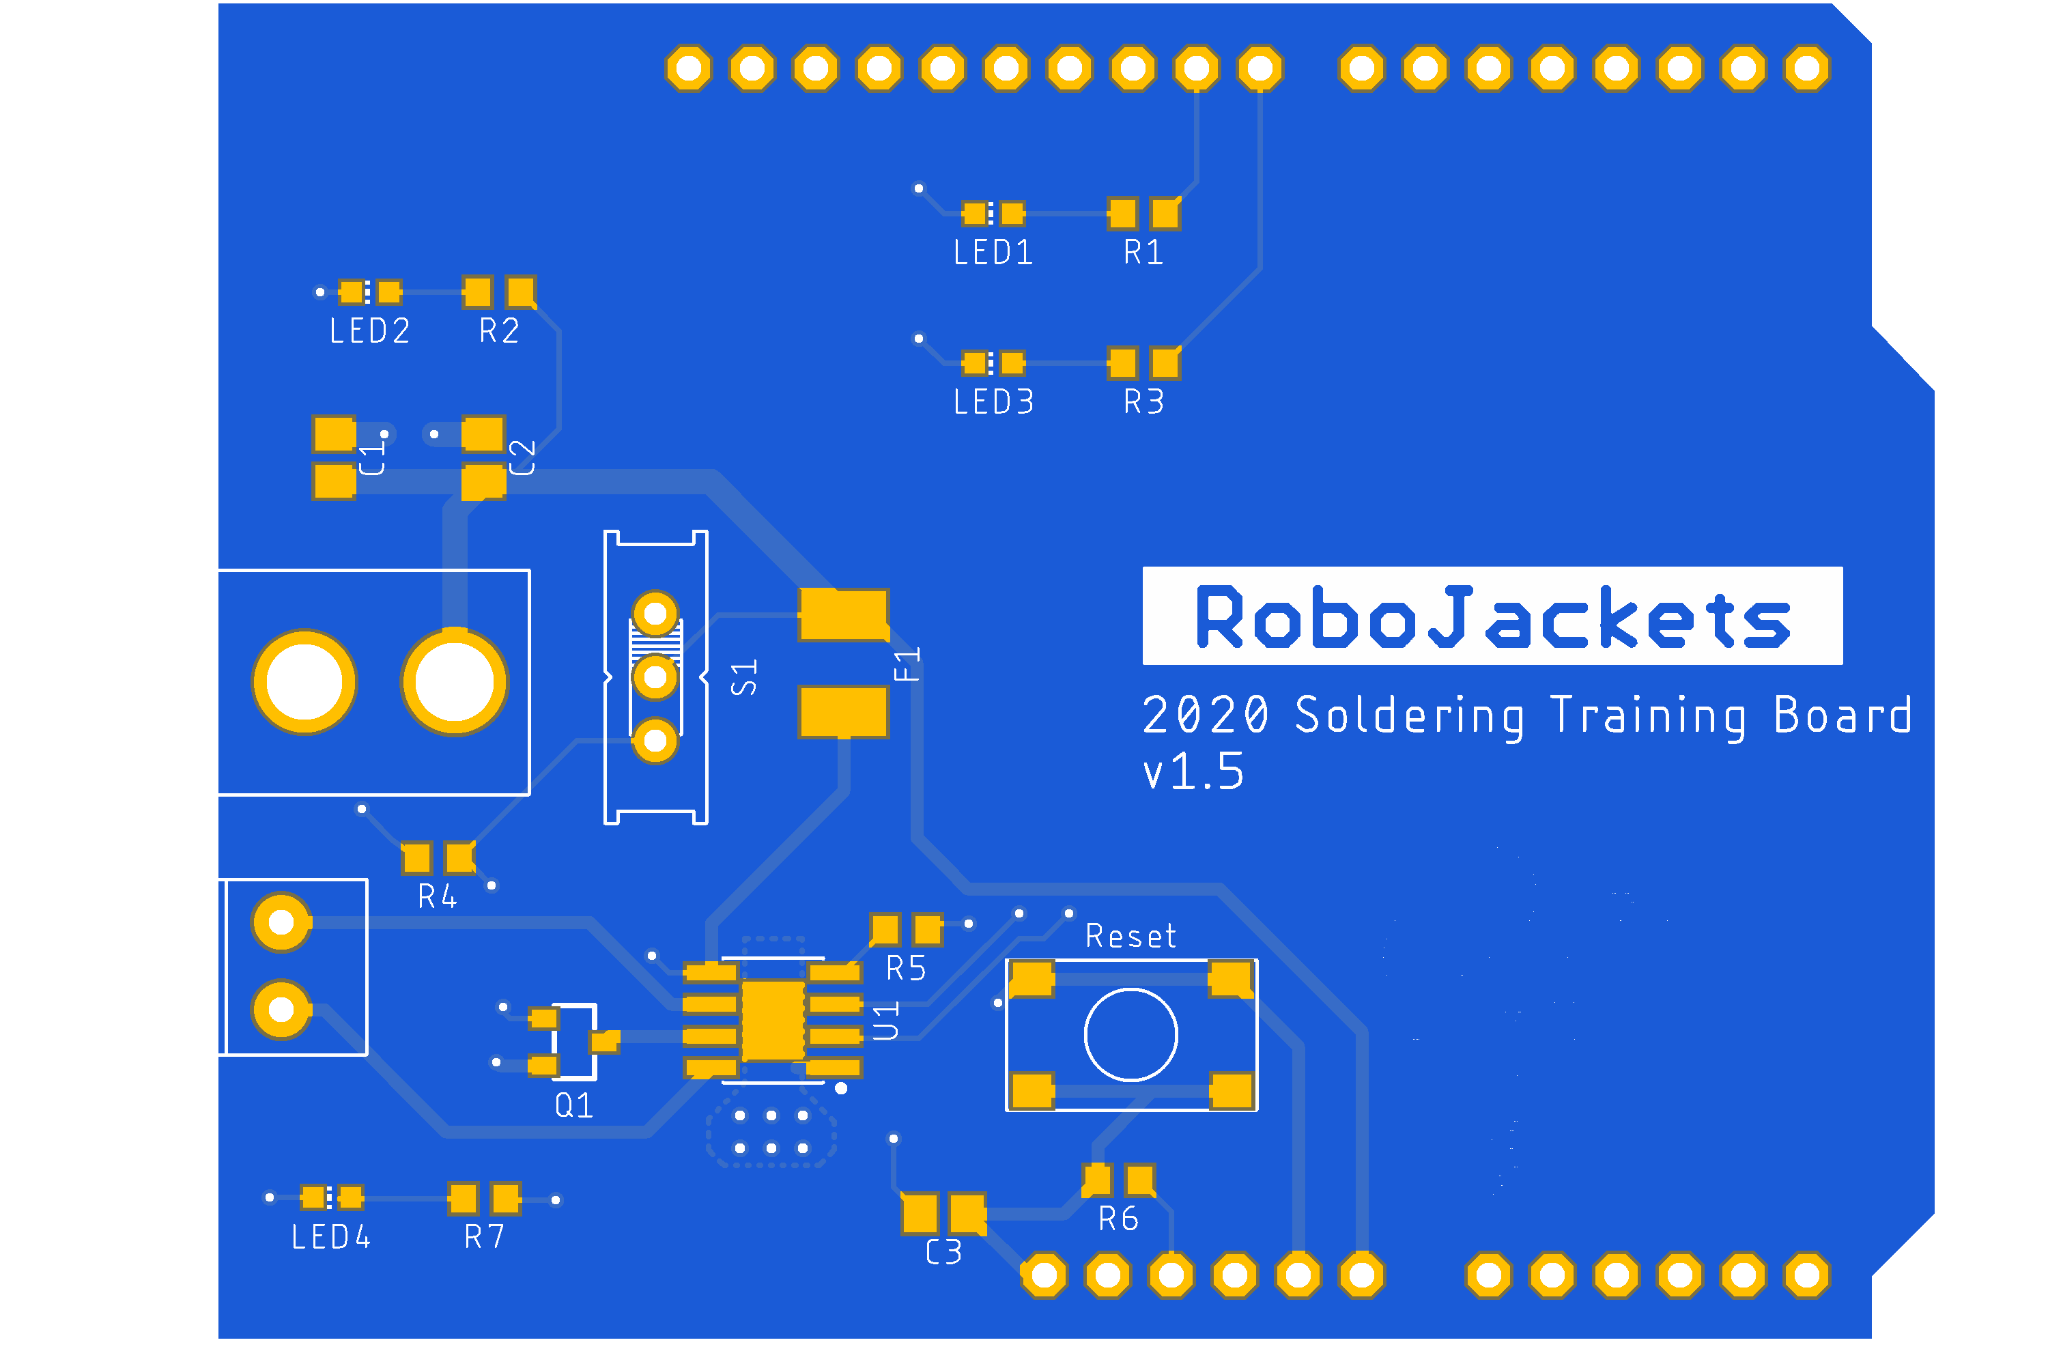 LED1 R1
LED2 R2
LED3 R3
C1 C2
RoboJackets
S1 F1
2020 Soldering Training Board
v1.5
R4
Reset
R5
U1
Q1
R6
LED4 R7
C3